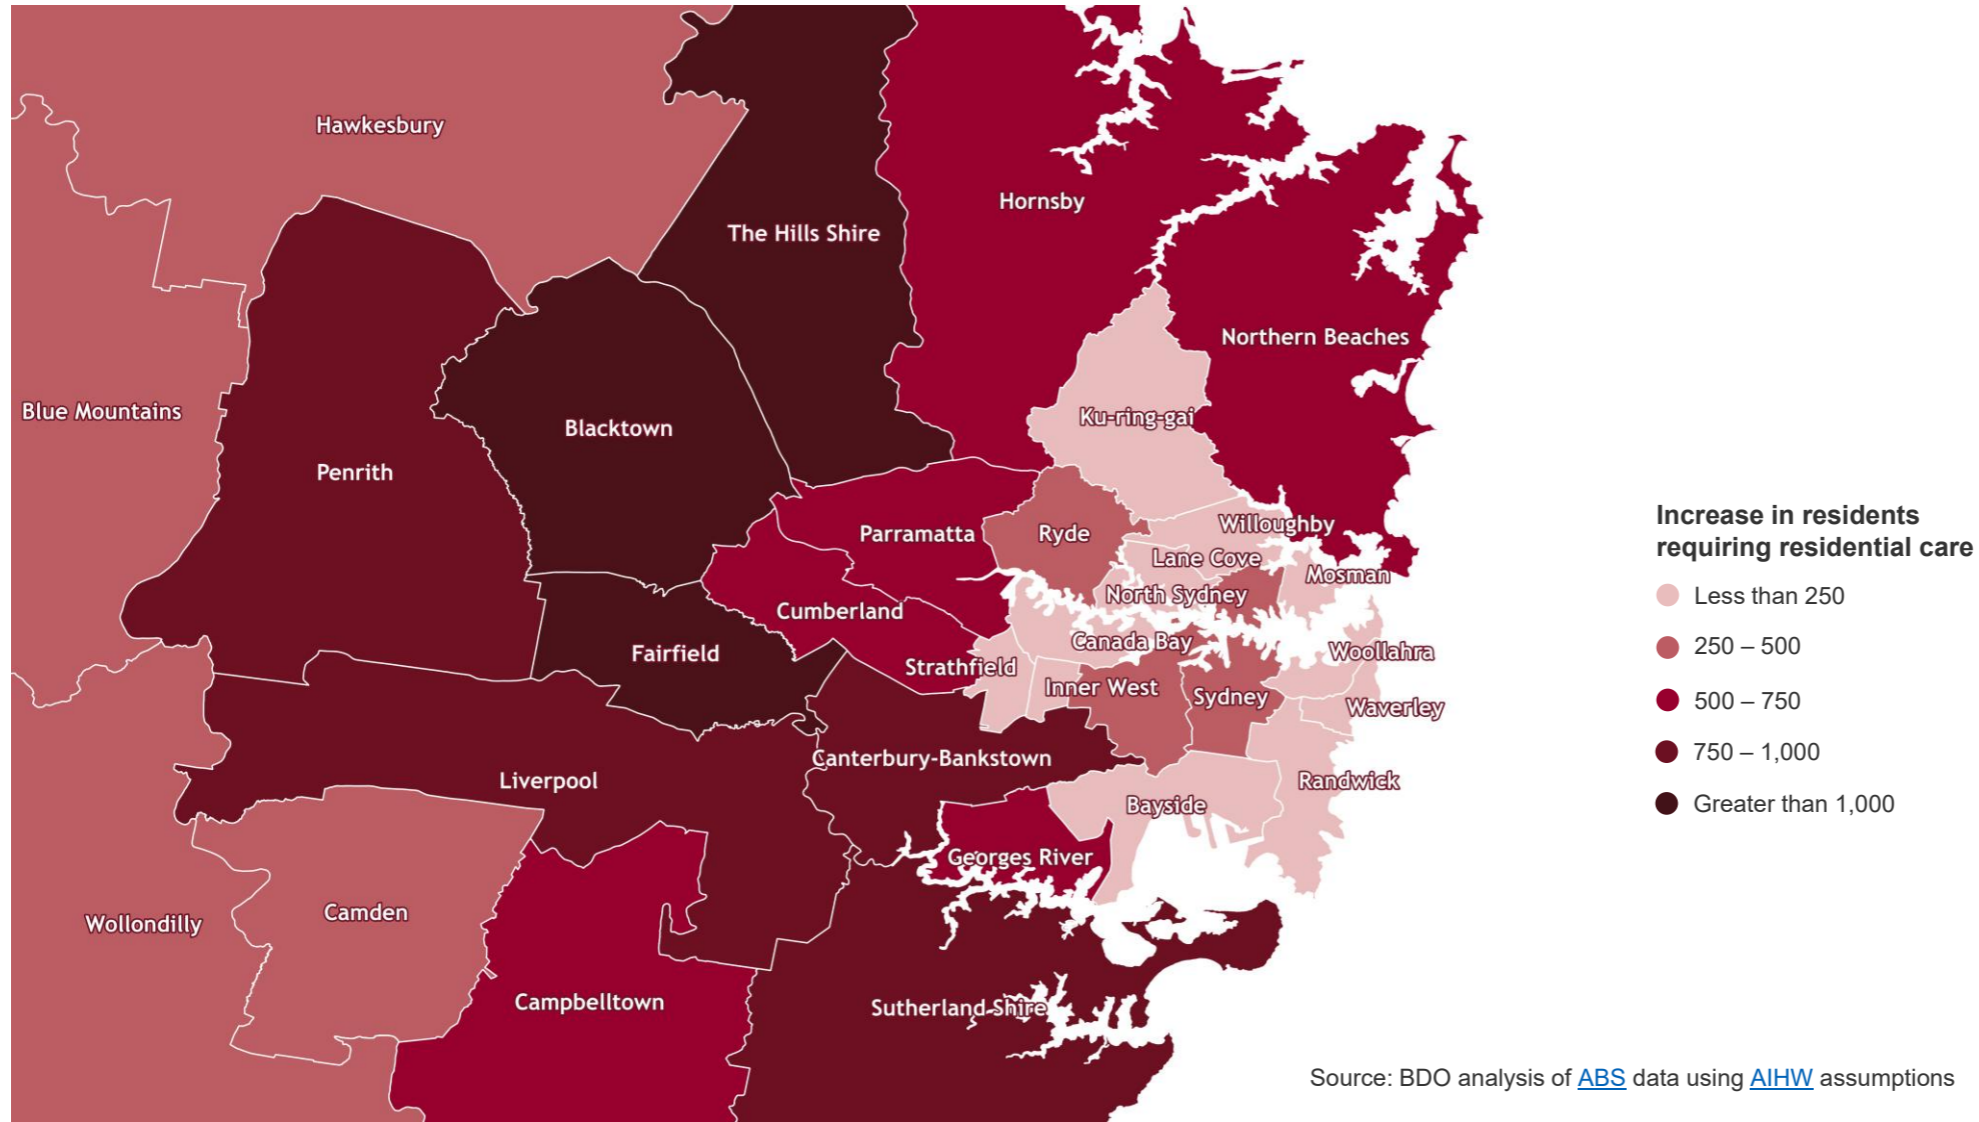 Hawkesbury
Hornsby
The Hills Shire
Northern Beaches
Blue Mountains
Ku-ring-gai
Blacktown
Penrith
Willoughby
Parramatta
Ryde
Lane Cove
Mosman
North Sydney
Cumberland
Canada Bay
Fairfield
Woollahra
Strathfield
Inner West
Sydney
Waverley
Canterbury-Bankstown
Liverpool
Randwick
Bayside
Georges River
Camden
Wollondilly
Campbelltown
Sutherland Shire
Increase in residents
requiring residential care
Less than 250
250 – 500
500 – 750
750 – 1,000
Greater than 1,000
Source: BDO analysis of ABS data using AIHW assumptions